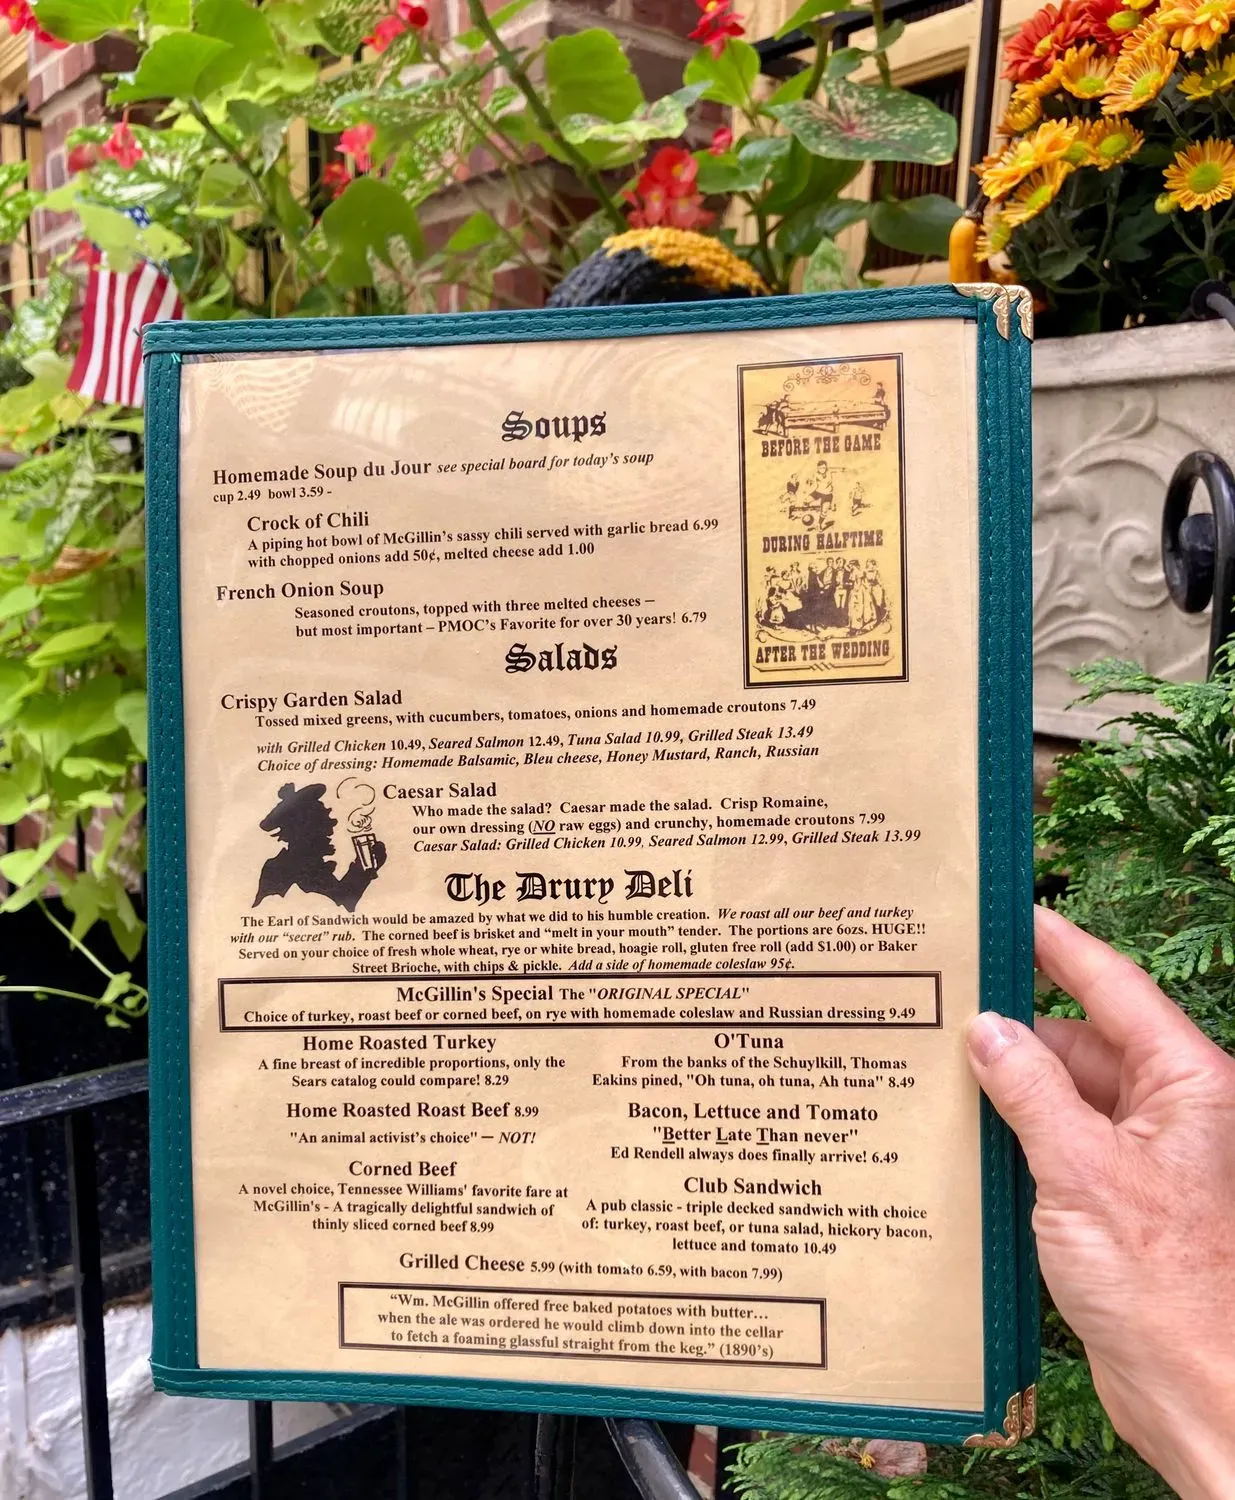 Soups
BEFORE THE GAME
DURING HALFTIME
AFTER THE WEDDING
Homemade Soup du Jour see special board for today's soup
cup 2.49 bowl 3.59 -
Crock of Chili
A piping hot bowl of McGillin's sassy chili served with garlic bread 6.99
with chopped onions add 50¢, melted cheese add 1.00
French Onion Soup
Seasoned croutons, topped with three melted cheeses –
but most important – PMOC's Favorite for over 30 years! 6.79
Salads
Crispy Garden Salad
Tossed mixed greens, with cucumbers, tomatoes, onions and homemade croutons 7.49
with Grilled Chicken 10.49, Seared Salmon 12.49, Tuna Salad 10.99, Grilled Steak 13.49
Choice of dressing: Homemade Balsamic, Bleu cheese, Honey Mustard, Ranch, Russian
Caesar Salad
Who made the salad? Caesar made the salad. Crisp Romaine,
our own dressing (NO raw eggs) and crunchy, homemade croutons 7.99
Caesar Salad: Grilled Chicken 10.99, Seared Salmon 12.99, Grilled Steak 13.99
The Drury Deli
The Earl of Sandwich would be amazed by what we did to his humble creation. We roast all our beef and turkey
with our "secret" rub. The corned beef is brisket and "melt in your mouth" tender. The portions are 6ozs. HUGE!!
Served on your choice of fresh whole wheat, rye or white bread, hoagie roll, gluten free roll (add $1.00) or Baker
Street Brioche, with chips & pickle. Add a side of homemade coleslaw 95¢.
McGillin's Special The "ORIGINAL SPECIAL"
Choice of turkey, roast beef or corned beef, on rye with homemade coleslaw and Russian dressing 9.49
Home Roasted Turkey
A fine breast of incredible proportions, only the
Sears catalog could compare! 8.29
Home Roasted Roast Beef 8.99
"An animal activist's choice" – NOT!
Corned Beef
A novel choice, Tennessee Williams' favorite fare at
McGillin's - A tragically delightful sandwich of
thinly sliced corned beef 8.99
O'Tuna
From the banks of the Schuylkill, Thomas
Eakins pined, "Oh tuna, oh tuna, Ah tuna" 8.49
Bacon, Lettuce and Tomato
"Better Late Than never"
Ed Rendell always does finally arrive! 6.49
Club Sandwich
A pub classic - triple decked sandwich with choice
of: turkey, roast beef, or tuna salad, hickory bacon,
lettuce and tomato 10.49
Grilled Cheese 5.99 (with tomato 6.59, with bacon 7.99)
"Wm. McGillin offered free baked potatoes with butter...
when the ale was ordered he would climb down into the cellar
to fetch a foaming glassful straight from the keg." (1890's)